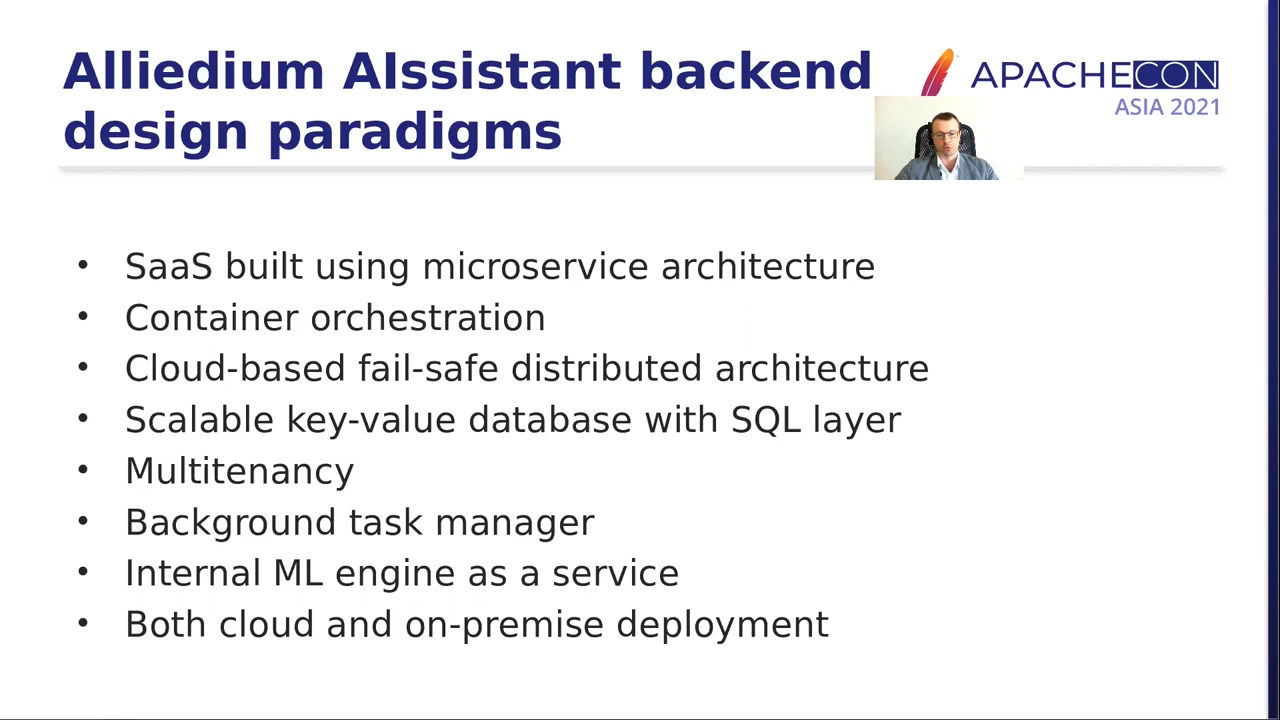 Alliedium AIssistant backend
design paradigms
APACHECON
ASIA 2021
• SaaS built using microservice architecture
• Container orchestration
• Cloud-based fail-safe distributed architecture
• Scalable key-value database with SQL layer
• Multitenancy
• Background task manager
• Internal ML engine as a service
• Both cloud and on-premise deployment